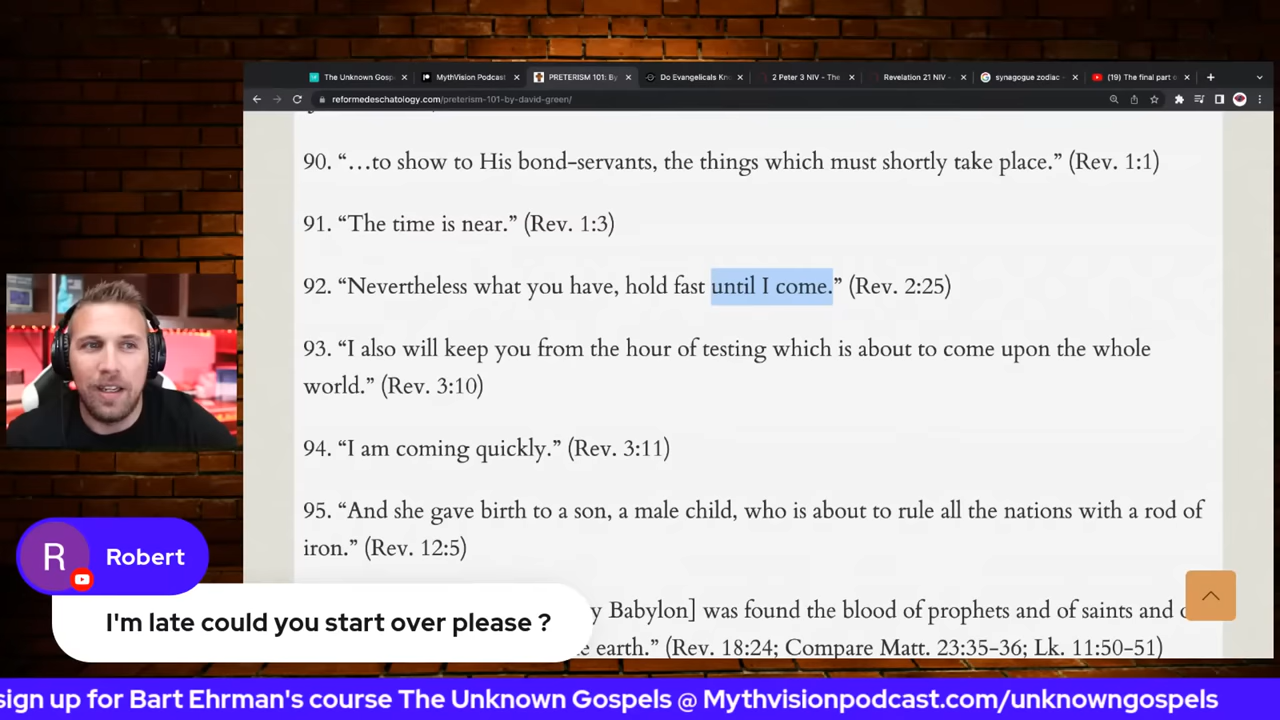 The Unknown Gosp
MythVision Podcast
PRETERISM 101: By
Do Evangelicals Kn
2 Peter 3 NIV - The
Revelation 21 NIV -
synagogue zodiac -
(19) The final part o
reformedeschatology.com/preterism-101-by-david-green/
90. “…to show to His bond-servants, the things which must shortly take place.” (Rev. 1:1)
91. “The time is near.” (Rev. 1:3)
92. “Nevertheless what you have, hold fast until I come.” (Rev. 2:25)
93. “I also will keep you from the hour of testing which is about to come upon the whole
world.” (Rev. 3:10)
94. “I am coming quickly.” (Rev. 3:11)
95. “And she gave birth to a son, a male child, who is about to rule all the nations with a rod of
iron.” (Rev. 12:5)
y Babylon] was found the blood of prophets and of saints and
e earth.” (Rev. 18:24; Compare Matt. 23:35-36; Lk. 11:50-51)
R
Robert
I'm late could you start over please ?
sign up for Bart Ehrman's course The Unknown Gospels @ Mythvisionpodcast.com/unknowngospels